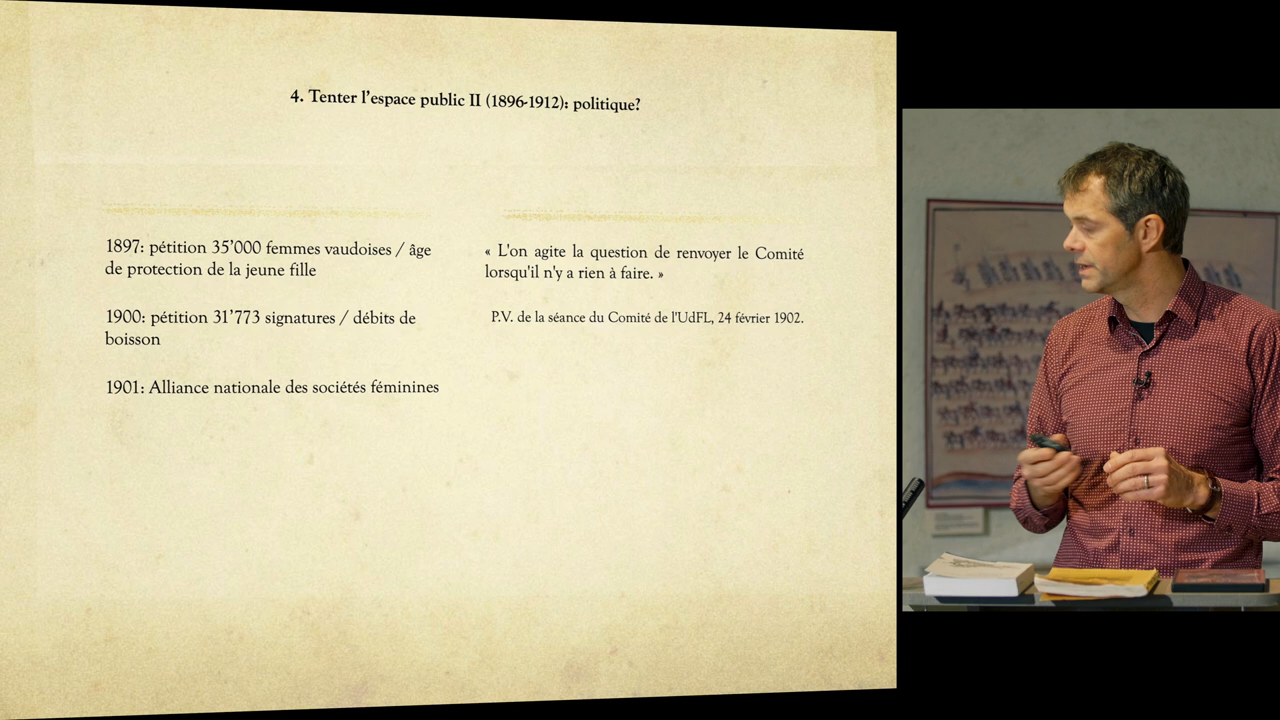 4. Tenter l'espace public II (1896-1912): politique?
1897: pétition 35'000 femmes vaudoises / âge
de protection de la jeune fille
1900: pétition 31'773 signatures / débits de
boisson
1901: Alliance nationale des sociétés féminines
« L'on agite la question de renvoyer le Comité
lorsqu'il n'y a rien à faire. »
P.V. de la séance du Comité de l'UdFL, 24 février 1902.